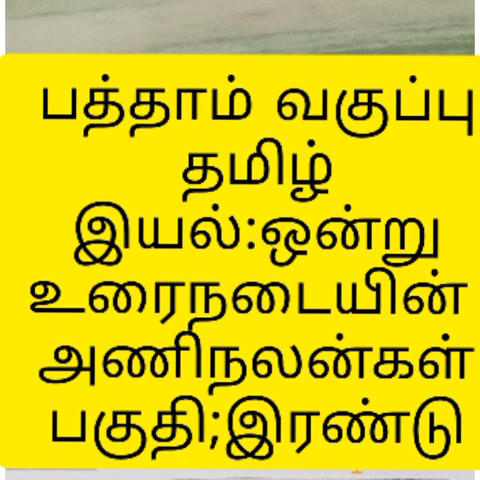 பத்தாம் வகுப்பு
தமிழ்
இயல்:ஒன்று
உரைநடையின்
அணிநலன்கள்
பகுதி;இரண்டு